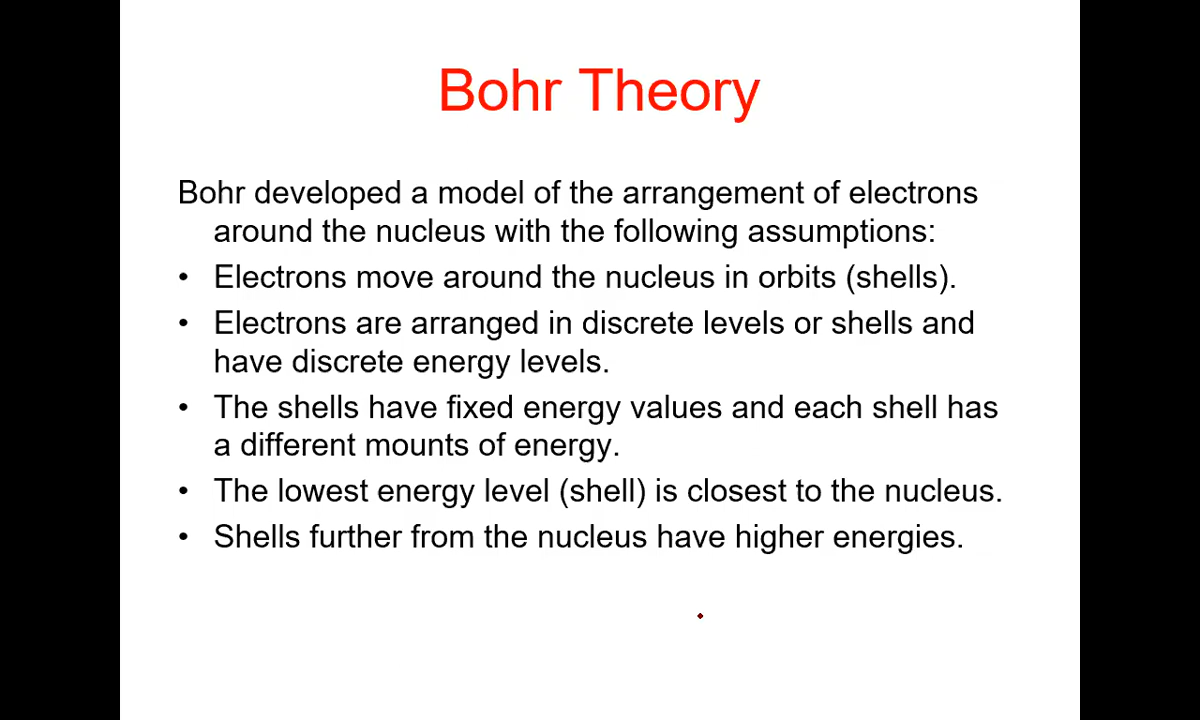 Bohr Theory
Bohr developed a model of the arrangement of electrons
around the nucleus with the following assumptions:
• Electrons move around the nucleus in orbits (shells).
• Electrons are arranged in discrete levels or shells and
have discrete energy levels.
• The shells have fixed energy values and each shell has
a different mounts of energy.
• The lowest energy level (shell) is closest to the nucleus.
• Shells further from the nucleus have higher energies.